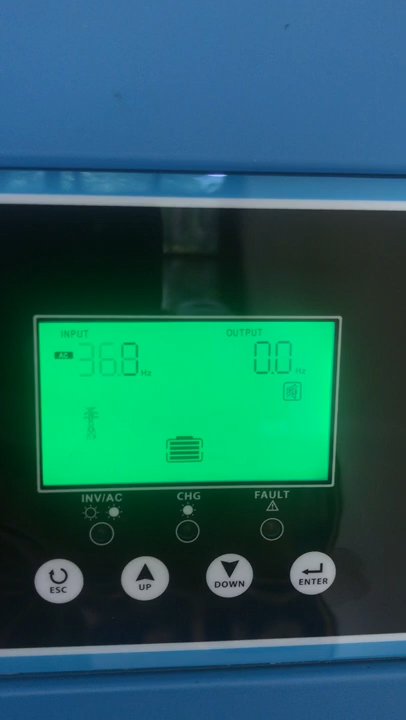 INPUT
OUTPUT
AC 36.8 Hz
0.0 Hz
INV/AC
CHG
FAULT
ESC
UP
DOWN
ENTER